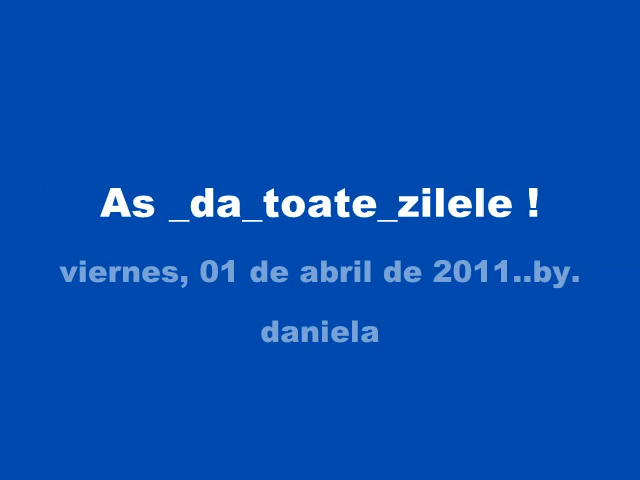 As _da_toate_zilele !
viernes, 01 de abril de 2011..by.
daniela